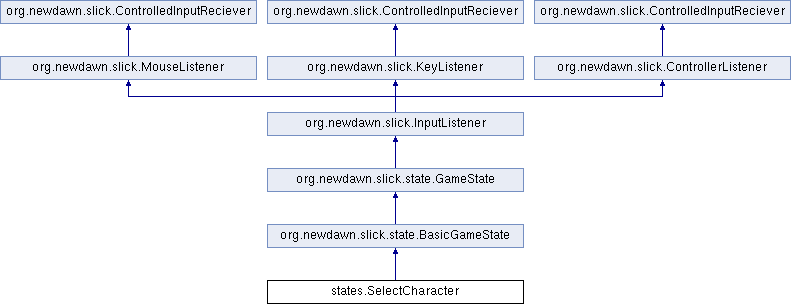 org.newdawn.slick.ControlledInputReciever org.newdawn.slick.ControlledInputReciever org.newdawn.slick.ControlledInputReciever
org.newdawn.slick.MouseListener org.newdawn.slick.KeyListener org.newdawn.slick.ControllerListener
org.newdawn.slick.InputListener
org.newdawn.slick.state.GameState
org.newdawn.slick.state.BasicGameState
states.SelectCharacter